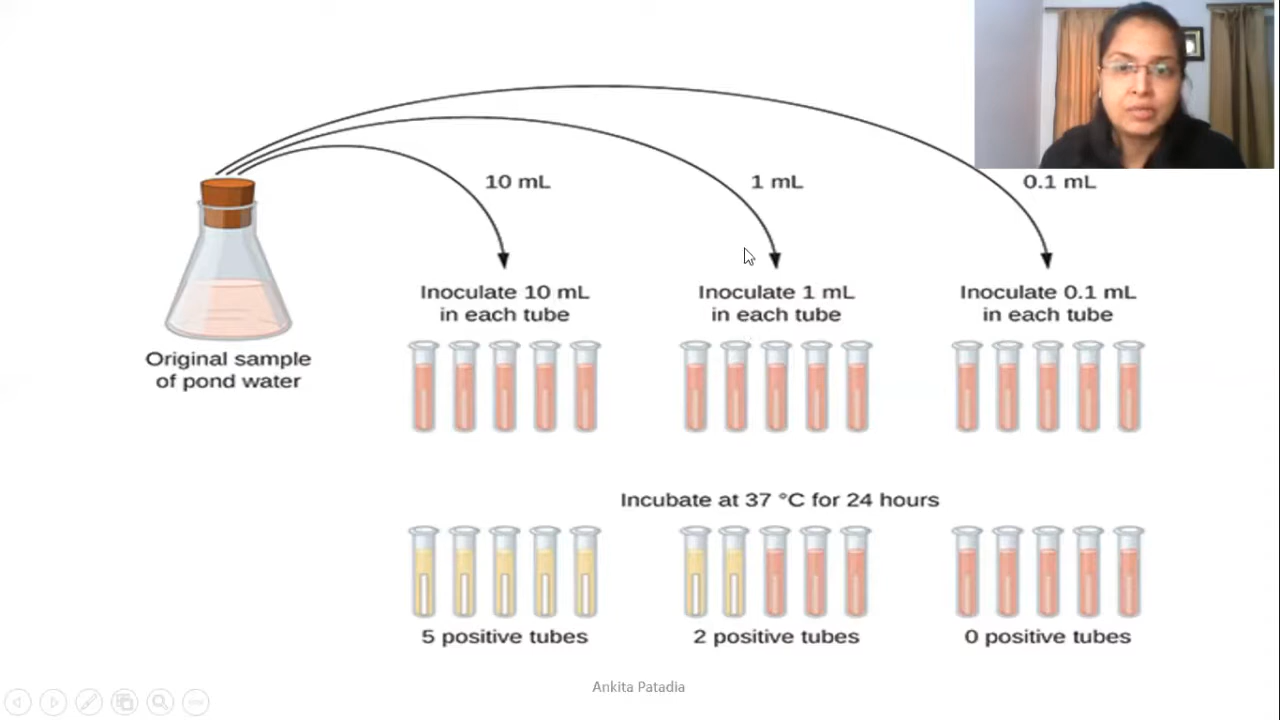 10 mL
1 mL
0.1 mL
Inoculate 10 mL
in each tube
Inoculate 1 mL
in each tube
Inoculate 0.1 mL
in each tube
Original sample
of pond water
Incubate at 37 °C for 24 hours
5 positive tubes
2 positive tubes
0 positive tubes
Ankita Patadia